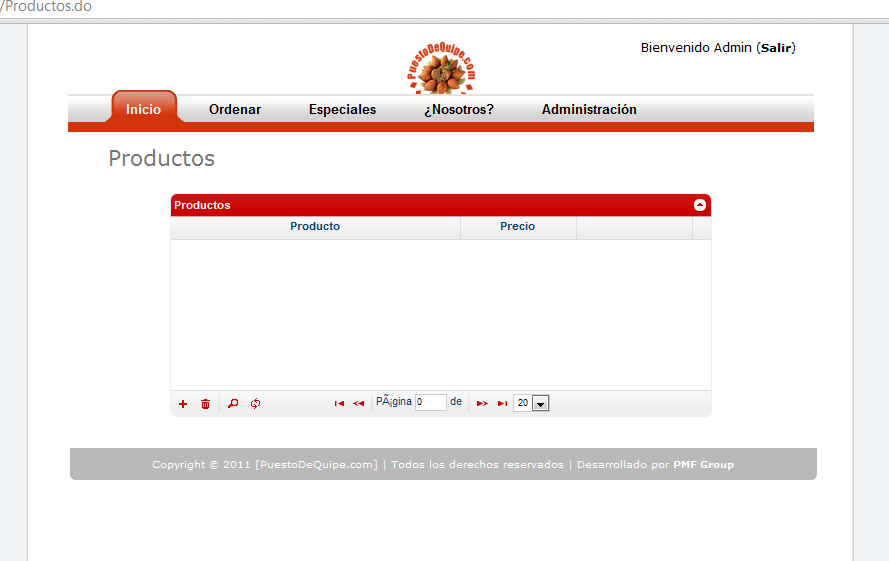 /Productos.do
Bienvenido Admin (Salir)
PuestoDeQuipe.com
Inicio Ordenar Especiales ¿Nosotros? Administración
Productos
Productos
Producto Precio
PÃ¡gina 0 de 20
Copyright © 2011 [PuestoDeQuipe.com] | Todos los derechos reservados | Desarrollado por PMF Group